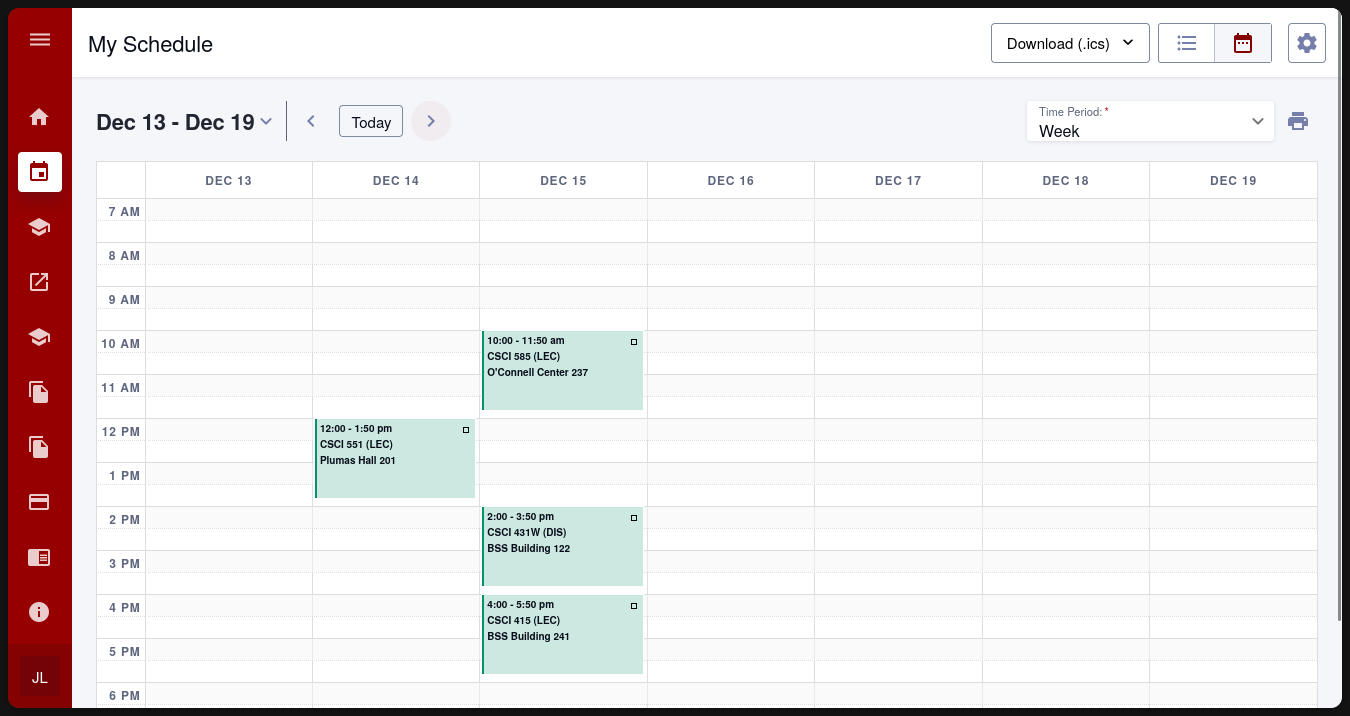 My Schedule
Download (.ics)
Dec 13 - Dec 19
Today
Time Period: *
Week
DEC 13 DEC 14 DEC 15 DEC 16 DEC 17 DEC 18 DEC 19
7 AM
8 AM
9 AM
10 AM
10:00 - 11:50 am
CSCI 585 (LEC)
O'Connell Center 237
11 AM
12 PM
12:00 - 1:50 pm
CSCI 551 (LEC)
Plumas Hall 201
1 PM
2 PM
2:00 - 3:50 pm
CSCI 431W (DIS)
BSS Building 122
3 PM
4 PM
4:00 - 5:50 pm
CSCI 415 (LEC)
BSS Building 241
5 PM
6 PM
JL